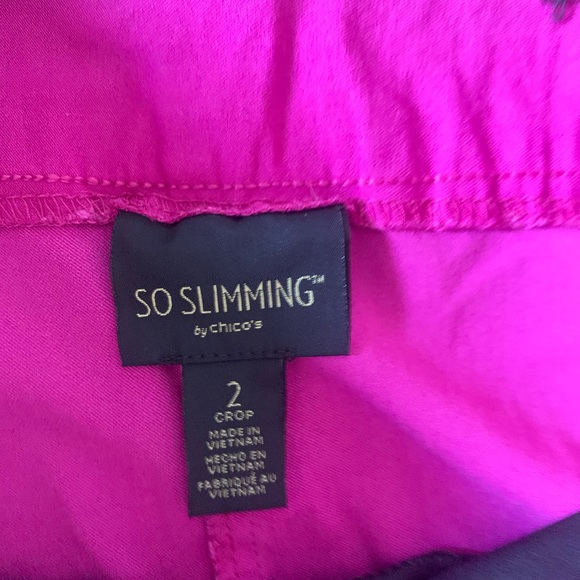 SO SLIMMING™
by chico's
2
CROP
MADE IN
VIETNAM
HECHO EN
VIETNAM
FABRIQUÉ AU
VIETNAM